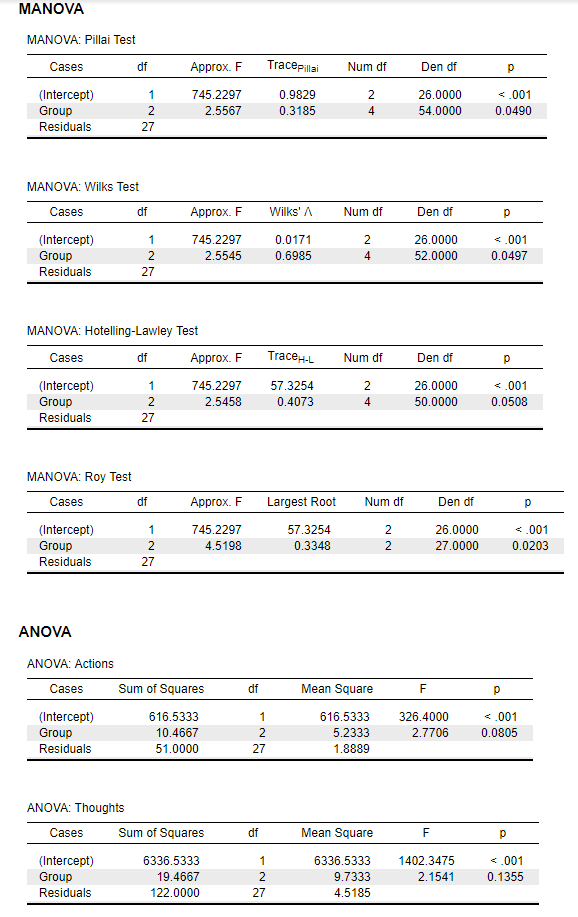 MANOVA
MANOVA: Pillai Test
Cases df Approx. F TracePillai Num df Den df p
(Intercept) 1 745.2297 0.9829 2 26.0000 < .001
Group 2 2.5567 0.3185 4 54.0000 0.0490
Residuals 27
MANOVA: Wilks Test
Cases df Approx. F Wilks' Λ Num df Den df p
(Intercept) 1 745.2297 0.0171 2 26.0000 < .001
Group 2 2.5545 0.6985 4 52.0000 0.0497
Residuals 27
MANOVA: Hotelling-Lawley Test
Cases df Approx. F TraceH-L Num df Den df p
(Intercept) 1 745.2297 57.3254 2 26.0000 < .001
Group 2 2.5458 0.4073 4 50.0000 0.0508
Residuals 27
MANOVA: Roy Test
Cases df Approx. F Largest Root Num df Den df p
(Intercept) 1 745.2297 57.3254 2 26.0000 < .001
Group 2 4.5198 0.3348 2 27.0000 0.0203
Residuals 27
ANOVA
ANOVA: Actions
Cases Sum of Squares df Mean Square F p
(Intercept) 616.5333 1 616.5333 326.4000 < .001
Group 10.4667 2 5.2333 2.7706 0.0805
Residuals 51.0000 27 1.8889
ANOVA: Thoughts
Cases Sum of Squares df Mean Square F p
(Intercept) 6336.5333 1 6336.5333 1402.3475 < .001
Group 19.4667 2 9.7333 2.1541 0.1355
Residuals 122.0000 27 4.5185